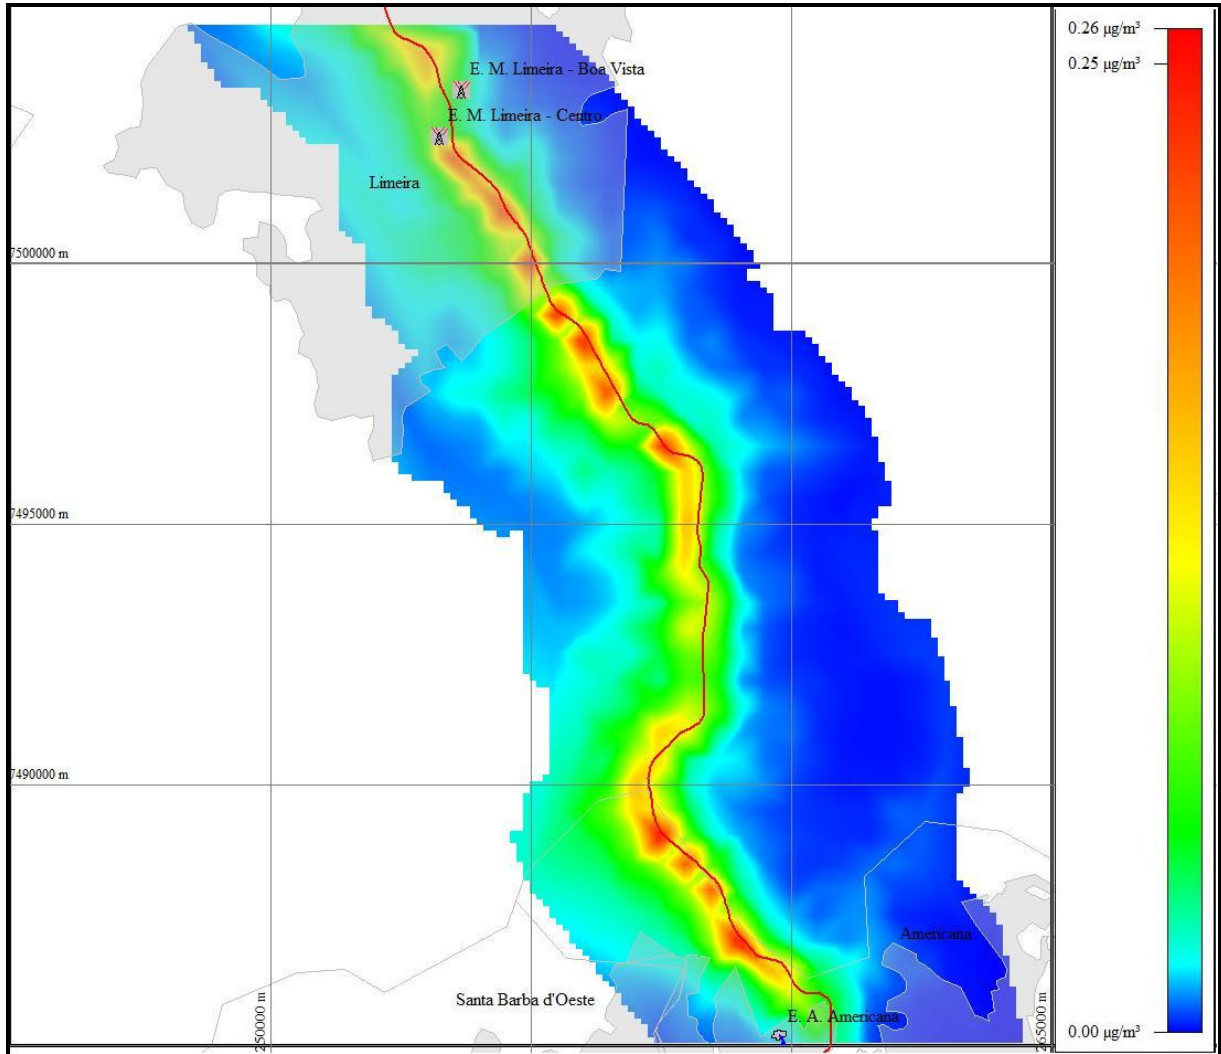 0.26 µg/m³
0.25 µg/m³
E. M. Limeira - Boa Vista
E. M. Limeira - Centro
Limeira
7500000 m
7495000 m
7490000 m
Americana
Santa Barba d'Oeste
E. A. Americana
250000 m
265000 m
0.00 µg/m³